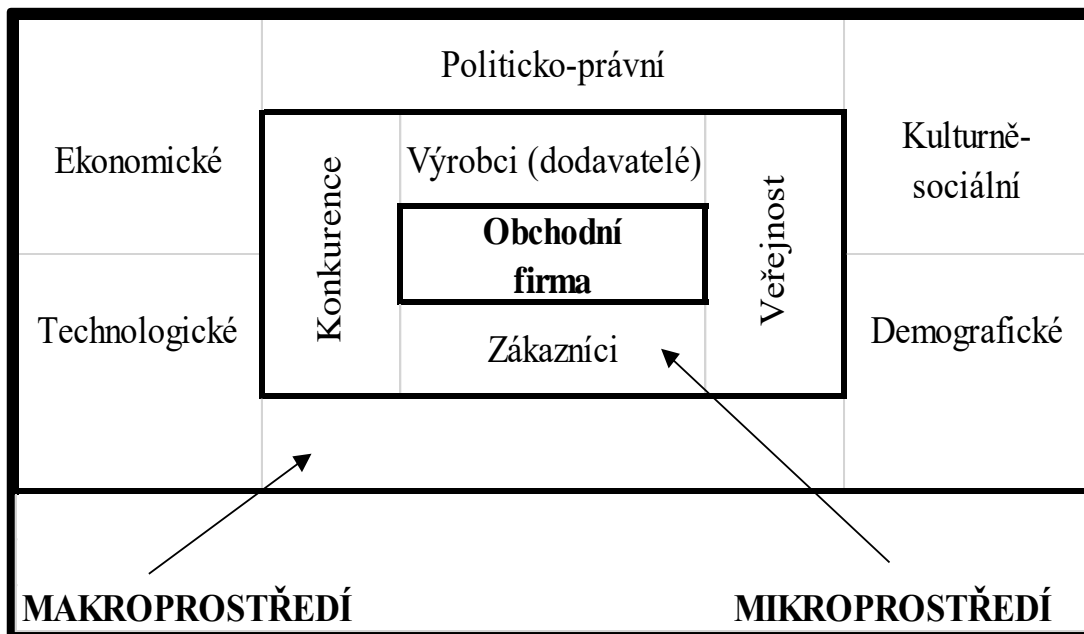 Politicko-právní
Ekonomické
Konkurence
Výrobci (dodavatelé)
Veřejnost
Kulturně-
sociální
Obchodní
firma
Technologické
Zákazníci
Demografické
MAKROPROSTŘEDÍ
MIKROPROSTŘEDÍ